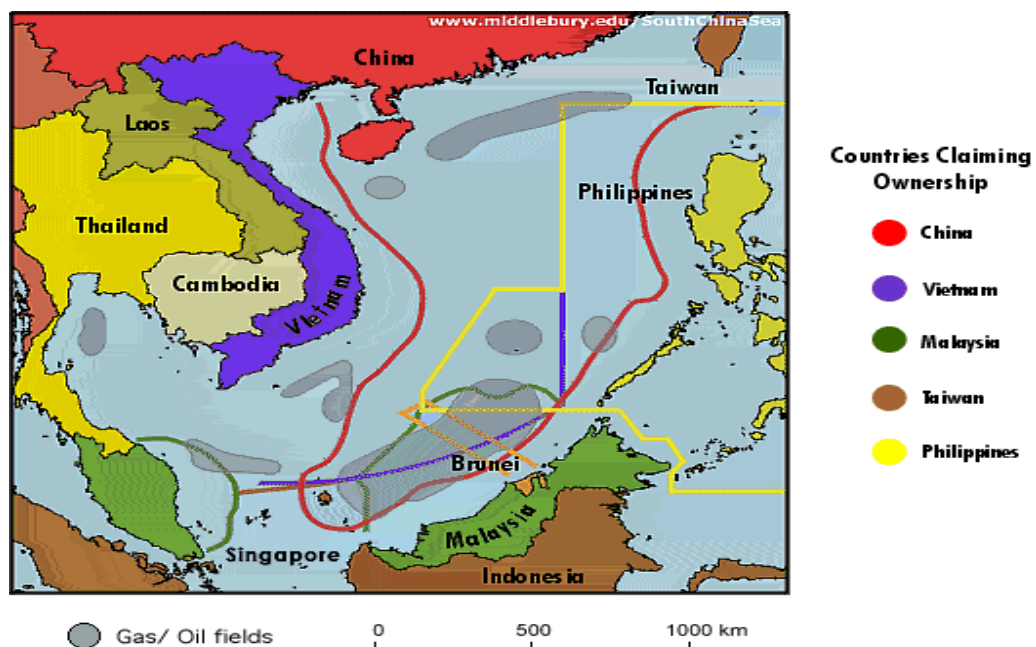 www.middlebury.edu/SouthChinaSea
China
Taiwan
Laos
Philippines
Thailand
Cambodia
Vietnam
Brunei
Malaysia
Singapore
Indonesia
Countries Claiming
Ownership
China
Vietnam
Malaysia
Taiwan
Philippines
Gas/ Oil fields
0 500 1000 km